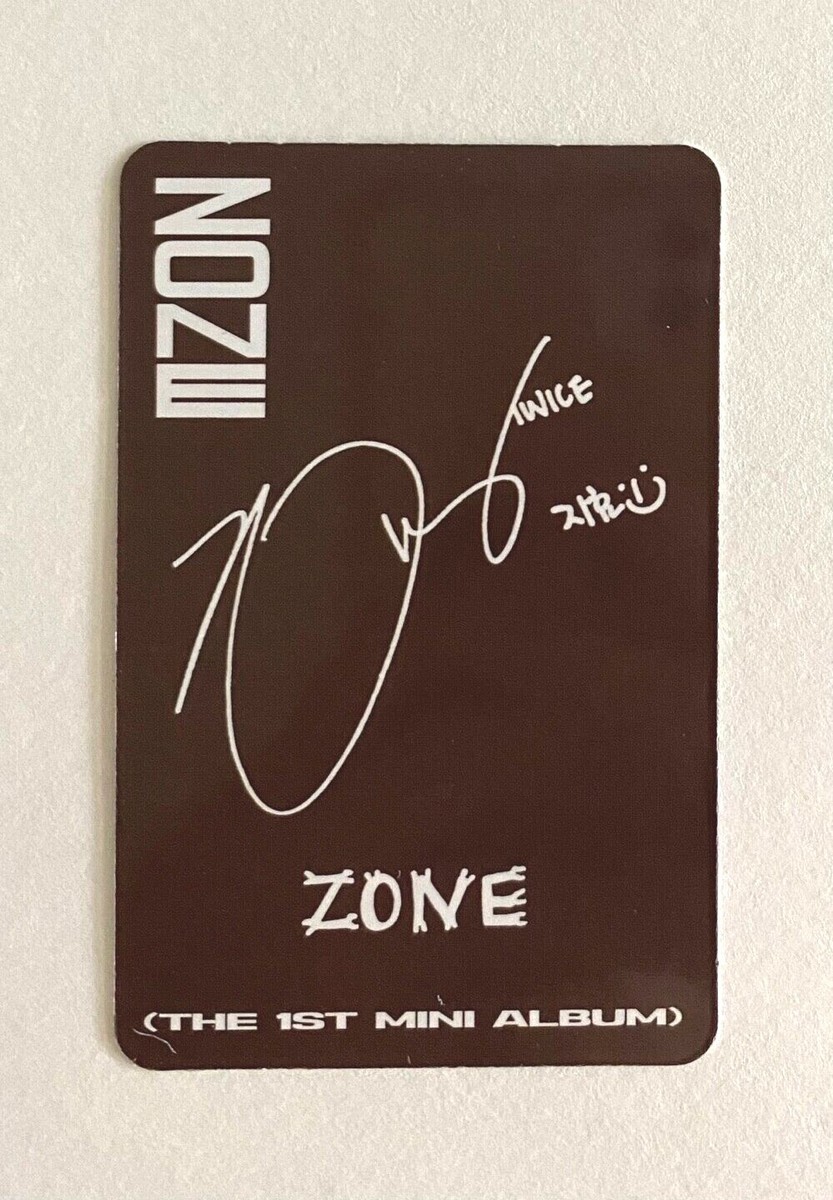 ZONE
TWICE
지효
ZONE
(THE 1ST MINI ALBUM)